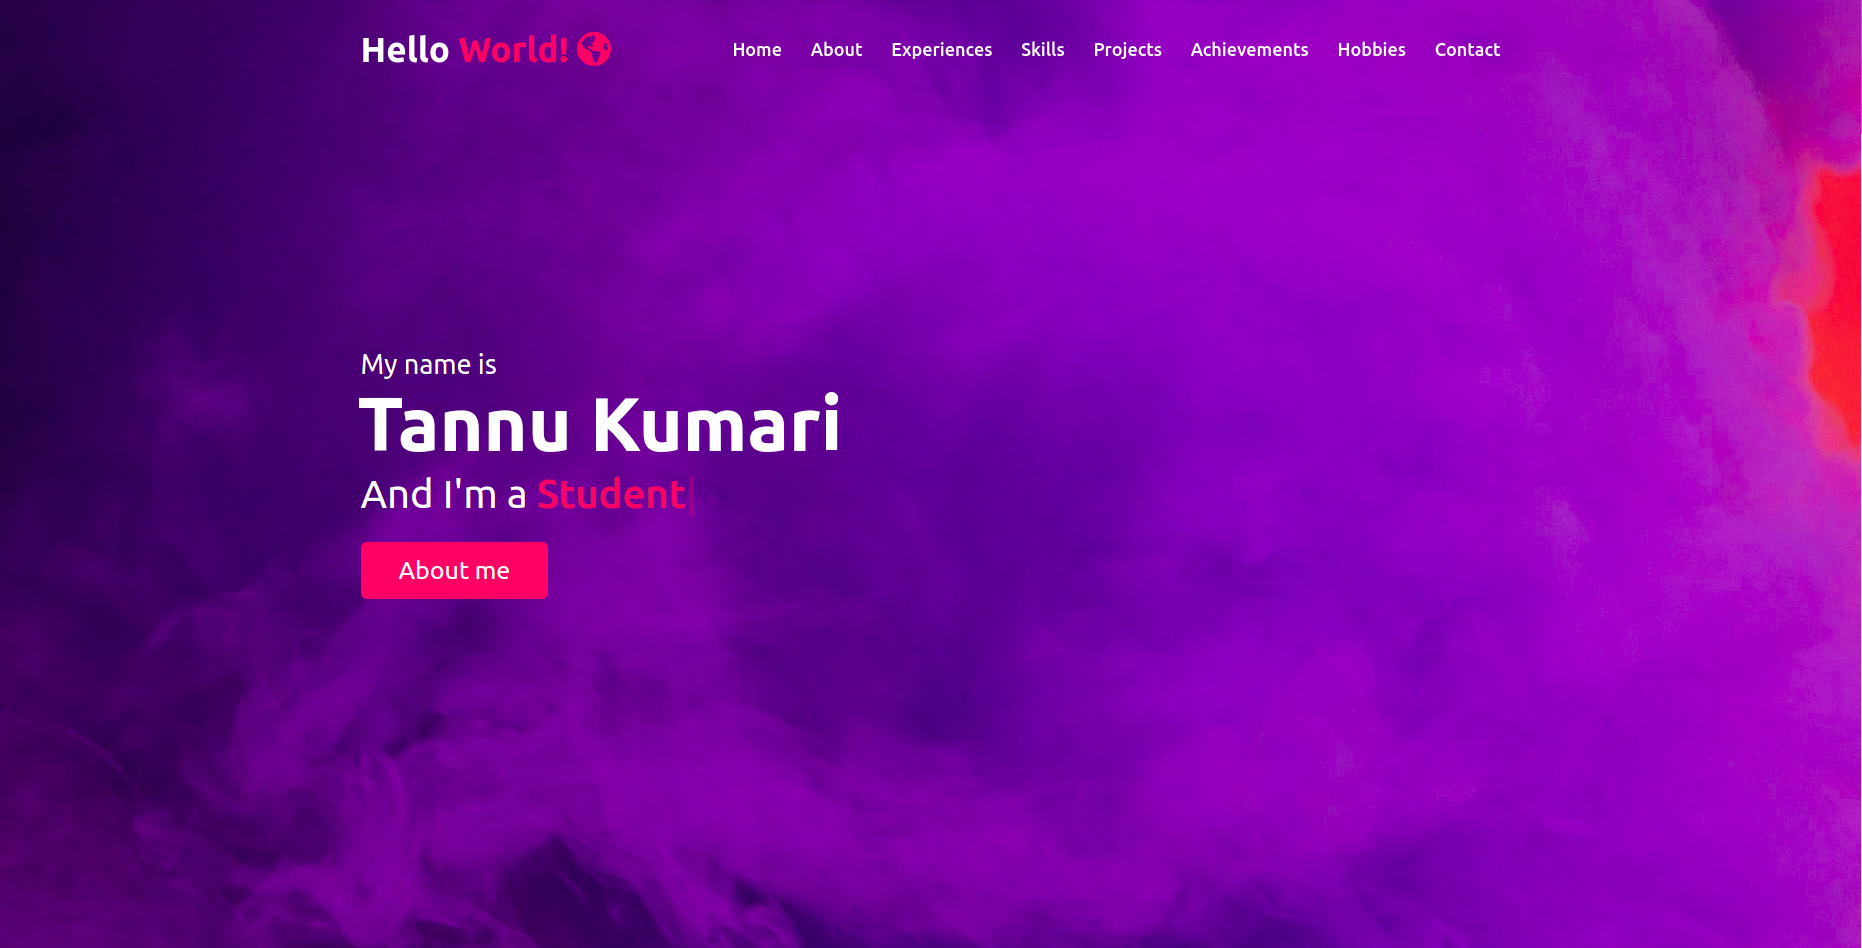 Hello World!
Home About Experiences Skills Projects Achievements Hobbies Contact
My name is
Tannu Kumari
And I'm a Student
About me